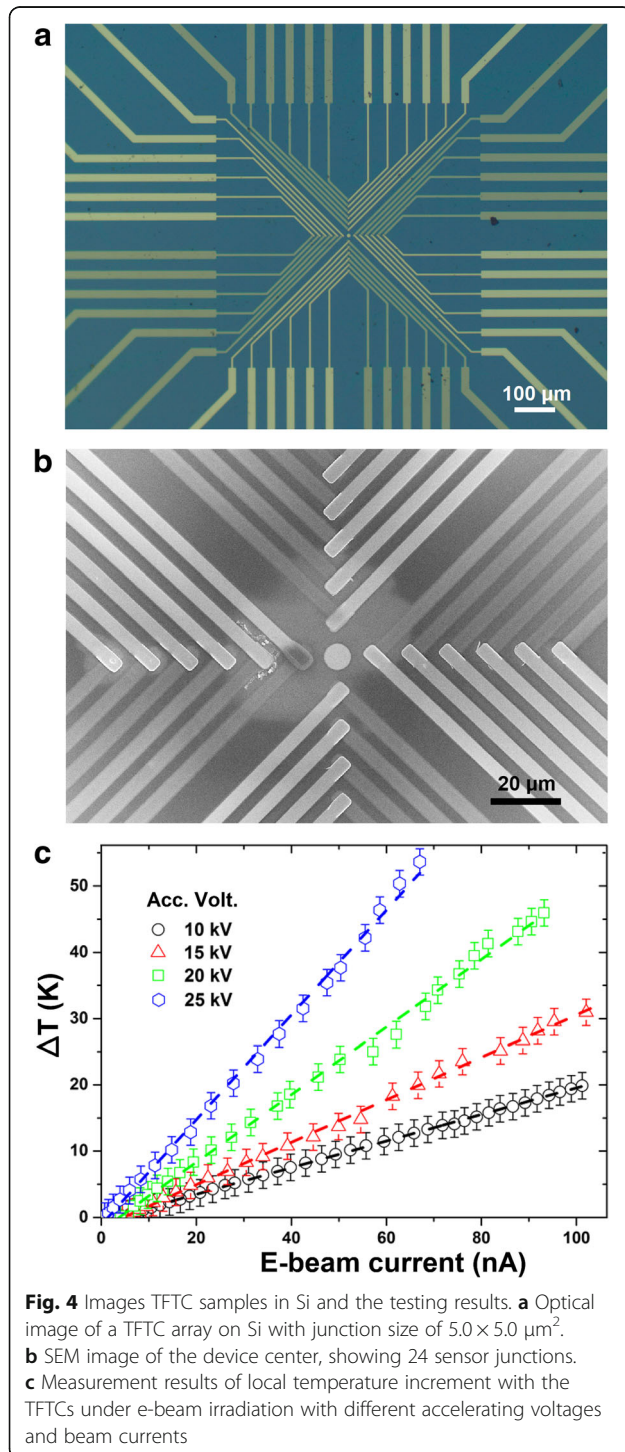 a
100 µm
b
20 µm
c
50
40
30
20
10
0
ΔT (K)
Acc. Volt.
10 kV
15 kV
20 kV
25 kV
0 20 40 60 80 100
E-beam current (nA)
Fig. 4 Images TFTC samples in Si and the testing results. a Optical
image of a TFTC array on Si with junction size of 5.0 × 5.0 µm².
b SEM image of the device center, showing 24 sensor junctions.
c Measurement results of local temperature increment with the
TFTCs under e-beam irradiation with different accelerating voltages
and beam currents